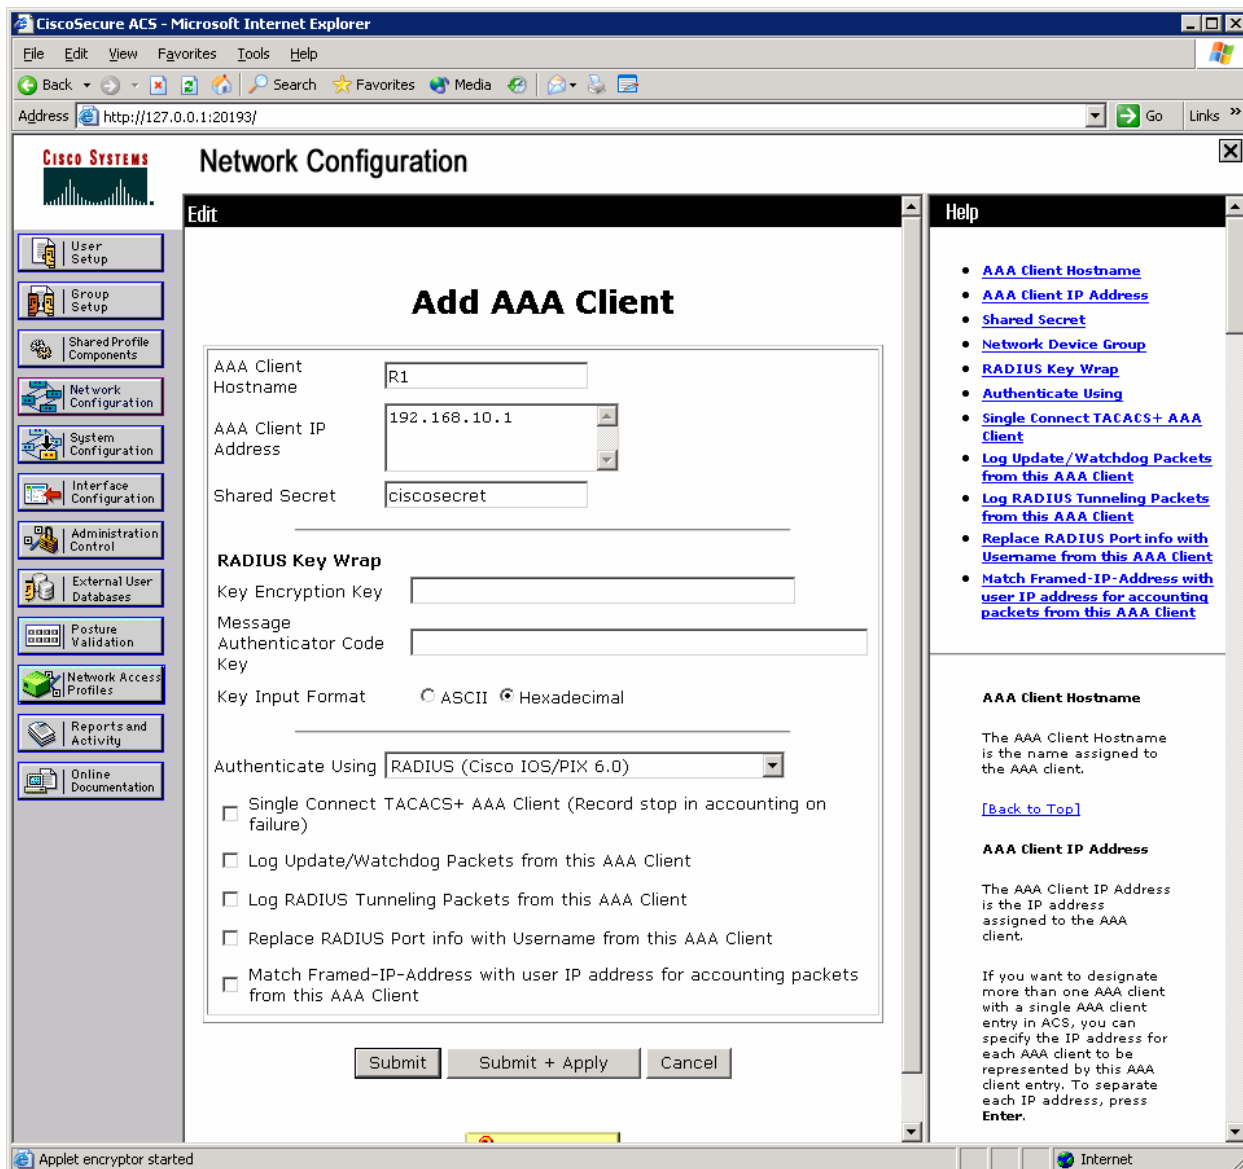 CiscoSecure ACS - Microsoft Internet Explorer
File Edit View Favorites Tools Help
Back Search Favorites Media
Address http://127.0.0.1:20193/ Go Links »
CISCO SYSTEMS
Network Configuration
User
Setup
Group
Setup
Shared Profile
Components
Network
Configuration
System
Configuration
Interface
Configuration
Administration
Control
External User
Databases
Posture
Validation
Network Access
Profiles
Reports and
Activity
Online
Documentation
Edit
Add AAA Client
AAA Client
Hostname
R1
AAA Client IP
Address
192.168.10.1
Shared Secret
ciscosecret
RADIUS Key Wrap
Key Encryption Key
Message
Authenticator Code
Key
Key Input Format ASCII Hexadecimal
Authenticate Using RADIUS (Cisco IOS/PIX 6.0)
Single Connect TACACS+ AAA Client (Record stop in accounting on
failure)
Log Update/Watchdog Packets from this AAA Client
Log RADIUS Tunneling Packets from this AAA Client
Replace RADIUS Port info with Username from this AAA Client
Match Framed-IP-Address with user IP address for accounting packets
from this AAA Client
Submit Submit + Apply Cancel
Help
AAA Client Hostname
AAA Client IP Address
Shared Secret
Network Device Group
RADIUS Key Wrap
Authenticate Using
Single Connect TACACS+ AAA
Client
Log Update/Watchdog Packets
from this AAA Client
Log RADIUS Tunneling Packets
from this AAA Client
Replace RADIUS Port info with
Username from this AAA Client
Match Framed-IP-Address with
user IP address for accounting
packets from this AAA Client
AAA Client Hostname
The AAA Client Hostname
is the name assigned to
the AAA client.
[Back to Top]
AAA Client IP Address
The AAA Client IP Address
is the IP address
assigned to the AAA
client.
If you want to designate
more than one AAA client
with a single AAA client
entry in ACS, you can
specify the IP address for
each AAA client to be
represented by this AAA
client entry. To separate
each IP address, press
Enter.
Applet encryptor started
Internet